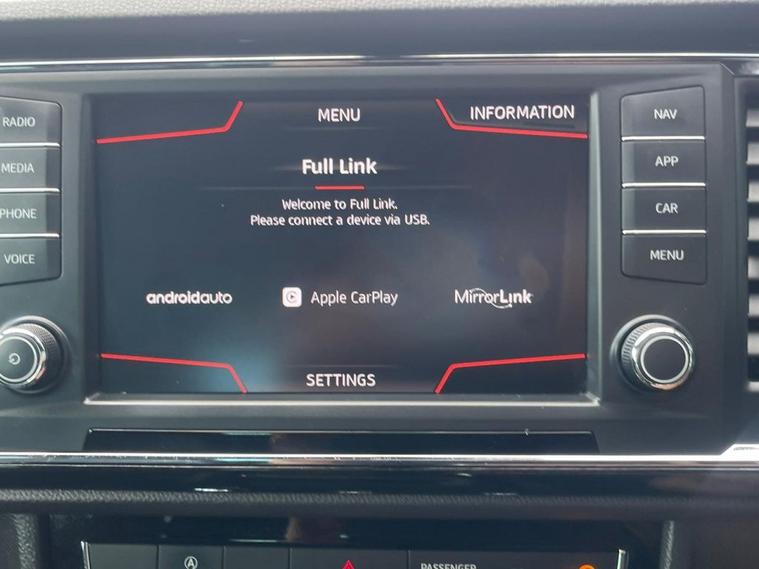 RADIO
MEDIA
PHONE
VOICE
MENU
INFORMATION
Full Link
Welcome to Full Link.
Please connect a device via USB.
androidauto
Apple CarPlay
MirrorLink
SETTINGS
NAV
APP
CAR
MENU
A
PASSENGER